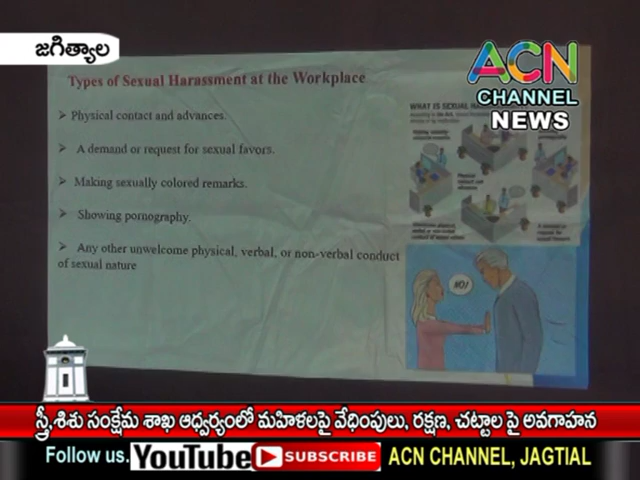 జగిత్యాల
ACN
CHANNEL
NEWS
Types of Sexual Harassment at the Workplace
➢ Physical contact and advances.
➢ A demand or request for sexual favors.
➢ Making sexually colored remarks.
➢ Showing pornography.
➢ Any other unwelcome physical, verbal, or non-verbal conduct
of sexual nature
WHAT IS SEXUAL
NO!
స్త్రీ,శిశు సంక్షేమ శాఖ ఆధ్వర్యంలో మహిళలపై వేధింపులు, రక్షణ, చట్టాల పై అవగాహన
Follow us. YouTube SUBSCRIBE ACN CHANNEL, JAGTIAL